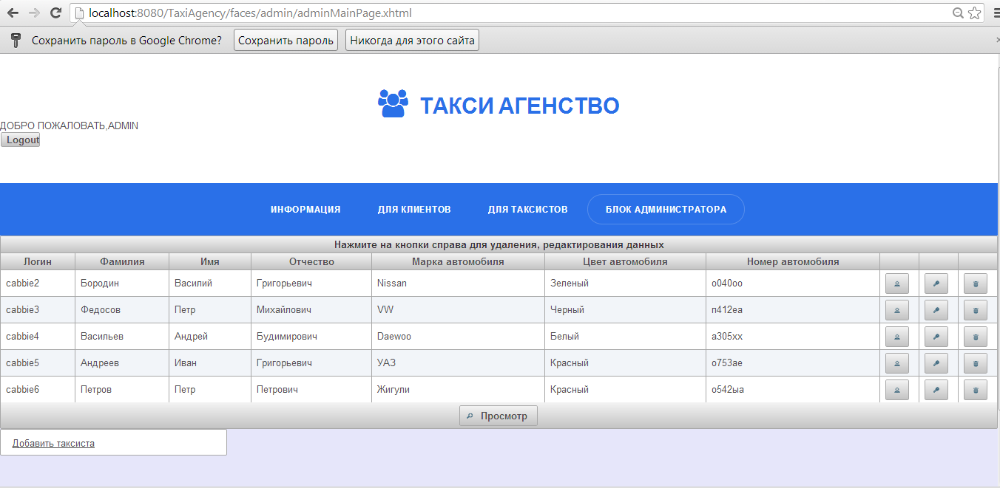 localhost:8080/TaxiAgency/faces/admin/adminMainPage.xhtml
Сохранить пароль в Google Chrome? Сохранить пароль Никогда для этого сайта
ТАКСИ АГЕНСТВО
ДОБРО ПОЖАЛОВАТЬ,ADMIN
Logout
ИНФОРМАЦИЯ ДЛЯ КЛИЕНТОВ ДЛЯ ТАКСИСТОВ БЛОК АДМИНИСТРАТОРА
Нажмите на кнопки справа для удаления, редактирования данных
Логин Фамилия Имя Отчество Марка автомобиля Цвет автомобиля Номер автомобиля
cabbie2 Бородин Василий Григорьевич Nissan Зеленый о040оо
cabbie3 Федосов Петр Михайлович VW Черный п412еа
cabbie4 Васильев Андрей Будимирович Daewoo Белый а305хх
cabbie5 Андреев Иван Григорьевич УАЗ Красный о753ае
cabbie6 Петров Петр Петрович Жигули Красный о542ыа
Просмотр
Добавить таксиста